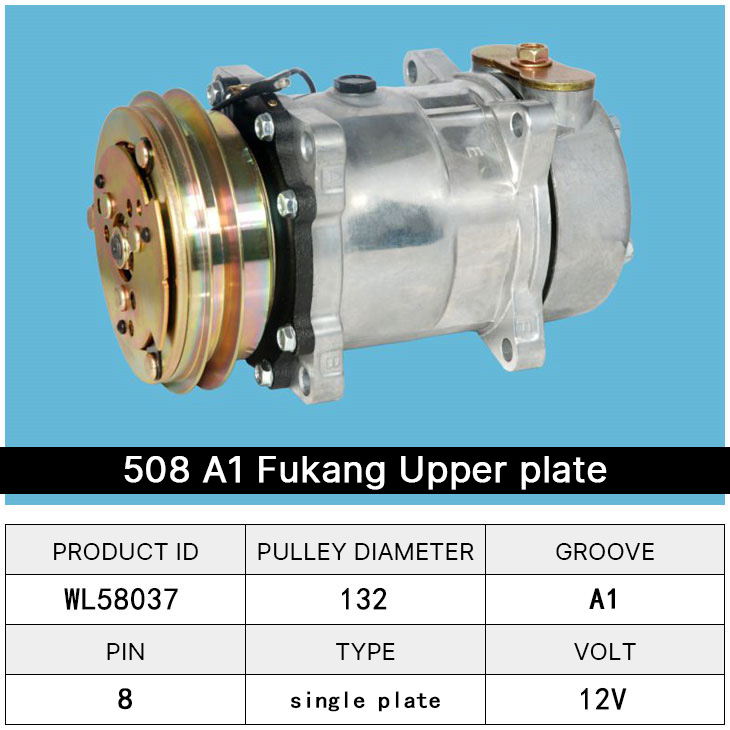 508 A1 Fukang Upper plate
PRODUCT ID PULLEY DIAMETER GROOVE
WL58037 132 A1
PIN TYPE VOLT
8 single plate 12V